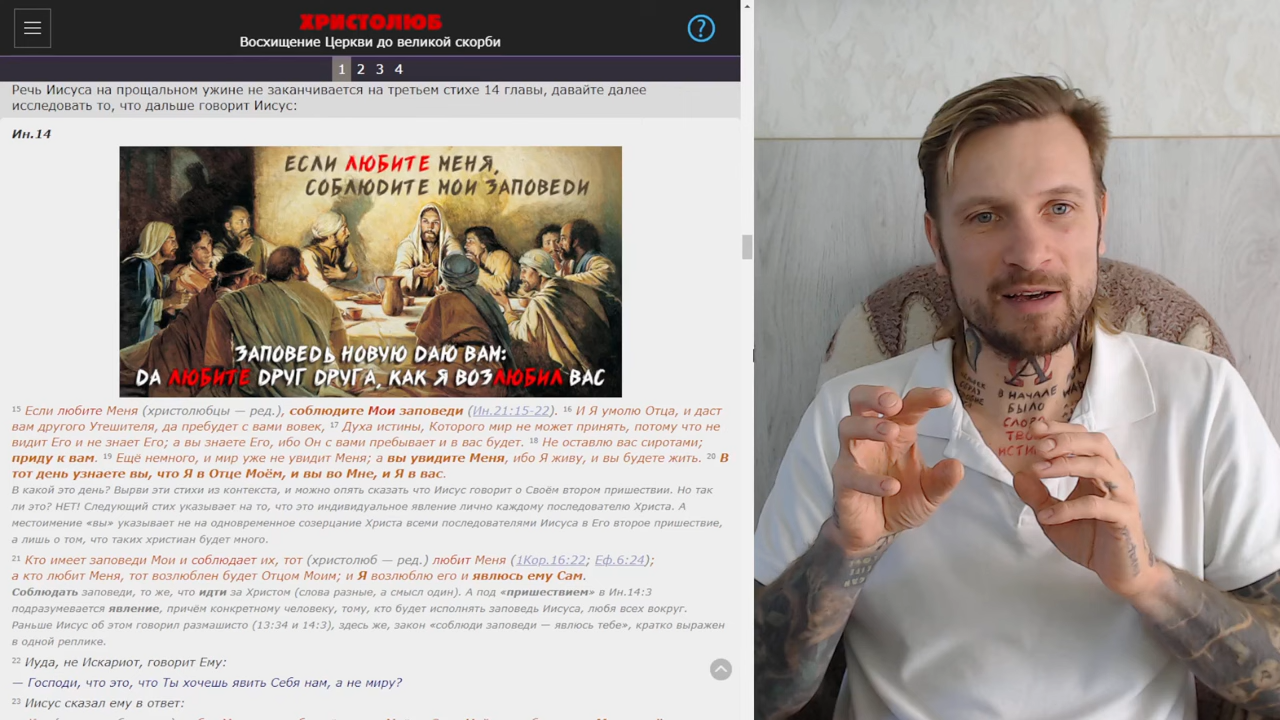 ХРИСТОЛЮБ
Восхищение Церкви до великой скорби
?
1 2 3 4
Речь Иисуса на прощальном ужине не заканчивается на третьем стихе 14 главы, давайте далее
исследовать то, что дальше говорит Иисус:
Ин.14
ЕСЛИ ЛЮБИТЕ МЕНЯ,
СОБЛЮДИТЕ МОИ ЗАПОВЕДИ
ЗАПОВЕДЬ НОВУЮ ДАЮ ВАМ:
ДА ЛЮБИТЕ ДРУГ ДРУГА, КАК Я ВОЗЛЮБИЛ ВАС
15 Если любите Меня (христолюбцы — ред.), соблюдите Мои заповеди (Ин.21:15-22). 16 И Я умолю Отца, и даст
вам другого Утешителя, да пребудет с вами вовек, 17 Духа истины, Которого мир не может принять, потому что не
видит Его и не знает Его; а вы знаете Его, ибо Он с вами пребывает и в вас будет. 18 Не оставлю вас сиротами;
приду к вам. 19 Ещё немного, и мир уже не увидит Меня; а вы увидите Меня, ибо Я живу, и вы будете жить. 20 В
тот день узнаете вы, что Я в Отце Моём, и вы во Мне, и Я в вас.
В какой это день? Вырви эти стихи из контекста, и можно опять сказать что Иисус говорит о Своём втором пришествии. Но так
ли это? НЕТ! Следующий стих указывает на то, что это индивидуальное явление лично каждому последователю Христа. А
местоимение «вы» указывает не на одновременное созерцание Христа всеми последователями Иисуса в Его второе пришествие,
а лишь о том, что таких христиан будет много.
21 Кто имеет заповеди Мои и соблюдает их, тот (христолюб — ред.) любит Меня (1Кор.16:22; Еф.6:24);
а кто любит Меня, тот возлюблен будет Отцом Моим; и Я возлюблю его и явлюсь ему Сам.
Соблюдать заповеди, то же, что идти за Христом (слова разные, а смысл один). А под «пришествием» в Ин.14:3
подразумевается явление, причём конкретному человеку, тому, кто будет исполнять заповедь Иисуса, любя всех вокруг.
Раньше Иисус об этом говорил размашисто (13:34 и 14:3), здесь же, закон «соблюди заповеди — явлюсь тебе», кратко выражен
в одной реплике.
22 Иуда, не Искариот, говорит Ему:
— Господи, что это, что Ты хочешь явить Себя нам, а не миру?
23 Иисус сказал ему в ответ:
В НАЧАЛЕ
БЫЛО